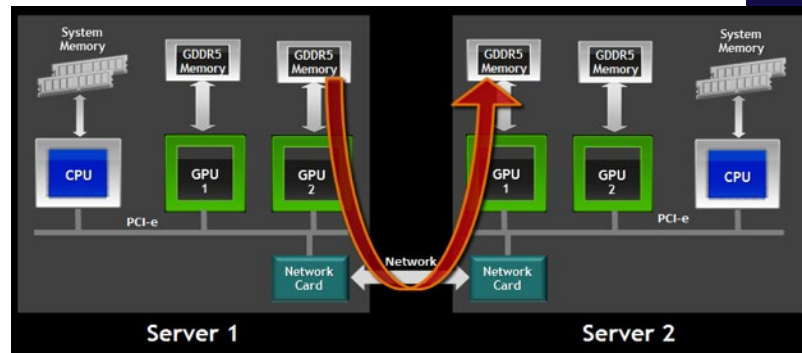 System
Memory
GDDR5
Memory
GDDR5
Memory
CPU
GPU
1
GPU
2
PCI-e
Network
Card
Server 1
Network
GDDR5
Memory
GDDR5
Memory
System
Memory
GPU
1
GPU
2
CPU
PCI-e
Network
Card
Server 2